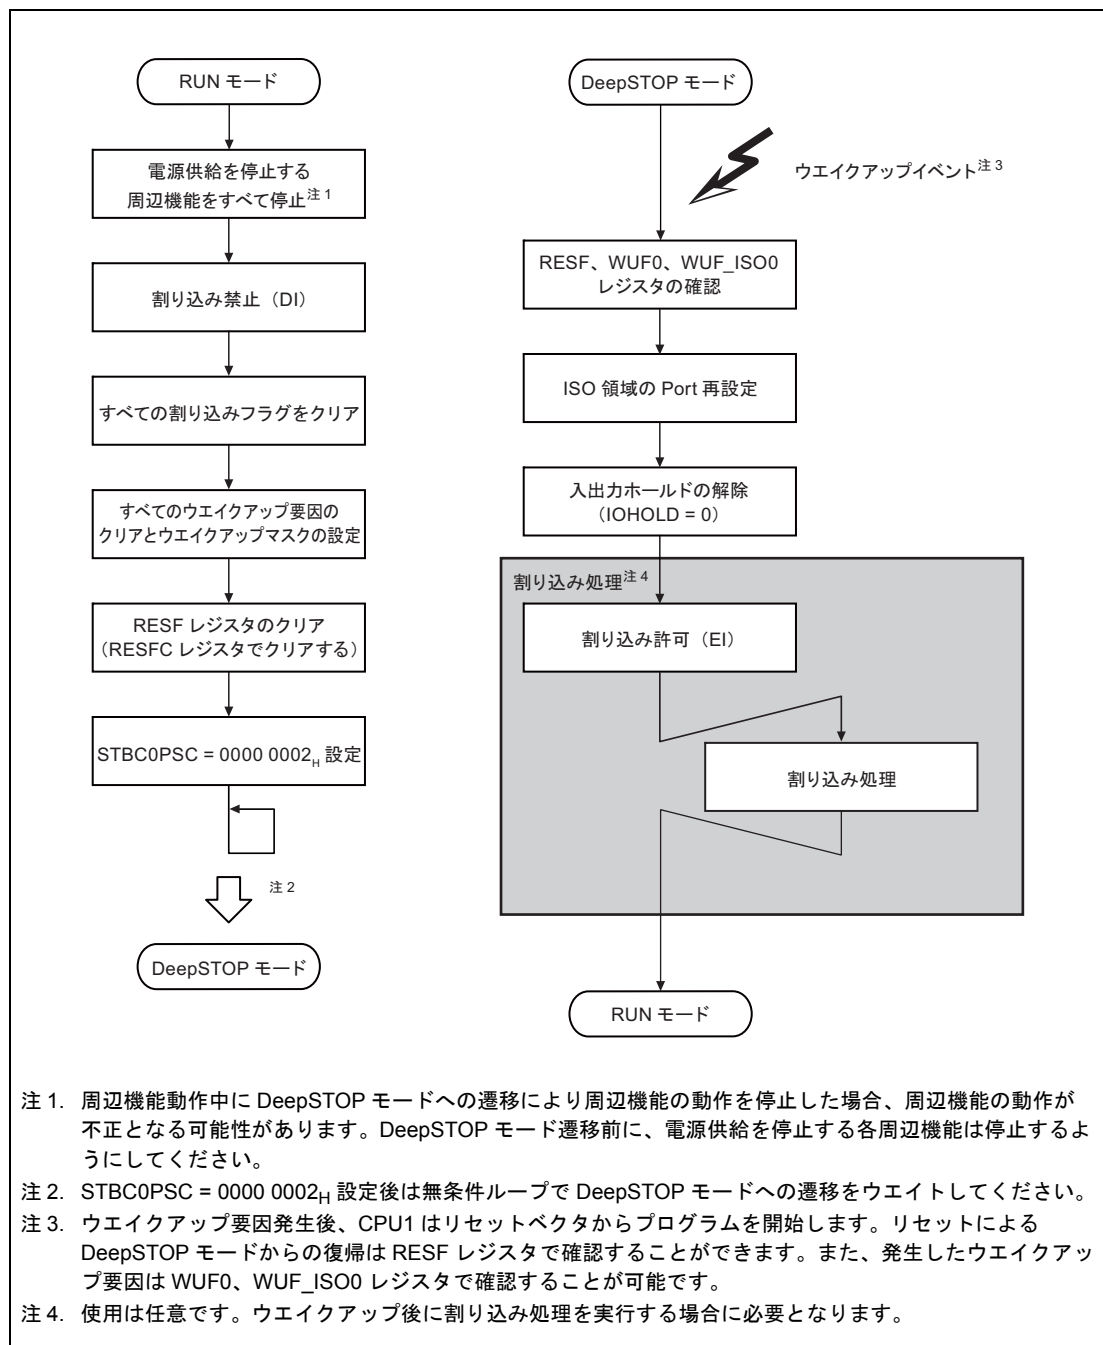 RUN モード
電源供給を停止する
周辺機能をすべて停止注 1
割り込み禁止（DI）
すべての割り込みフラグをクリア
すべてのウエイクアップ要因の
クリアとウエイクアップマスクの設定
RESF レジスタのクリア
（RESFC レジスタでクリアする）
STBC0PSC = 0000 0002H 設定
注 2
DeepSTOP モード
DeepSTOP モード
ウエイクアップイベント注 3
RESF、WUF0、WUF_ISO0
レジスタの確認
ISO 領域の Port 再設定
入出力ホールドの解除
（IOHOLD = 0）
割り込み処理注 4
割り込み許可（EI）
割り込み処理
RUN モード
注 1. 周辺機能動作中に DeepSTOP モードへの遷移により周辺機能の動作を停止した場合、周辺機能の動作が
不正となる可能性があります。DeepSTOP モード遷移前に、電源供給を停止する各周辺機能は停止するよ
うにしてください。
注 2. STBC0PSC = 0000 0002H 設定後は無条件ループで DeepSTOP モードへの遷移をウエイトしてください。
注 3. ウエイクアップ要因発生後、CPU1 はリセットベクタからプログラムを開始します。リセットによる
DeepSTOP モードからの復帰は RESF レジスタで確認することができます。また、発生したウエイクアッ
プ要因は WUF0、WUF_ISO0 レジスタで確認することが可能です。
注 4. 使用は任意です。ウエイクアップ後に割り込み処理を実行する場合に必要となります。